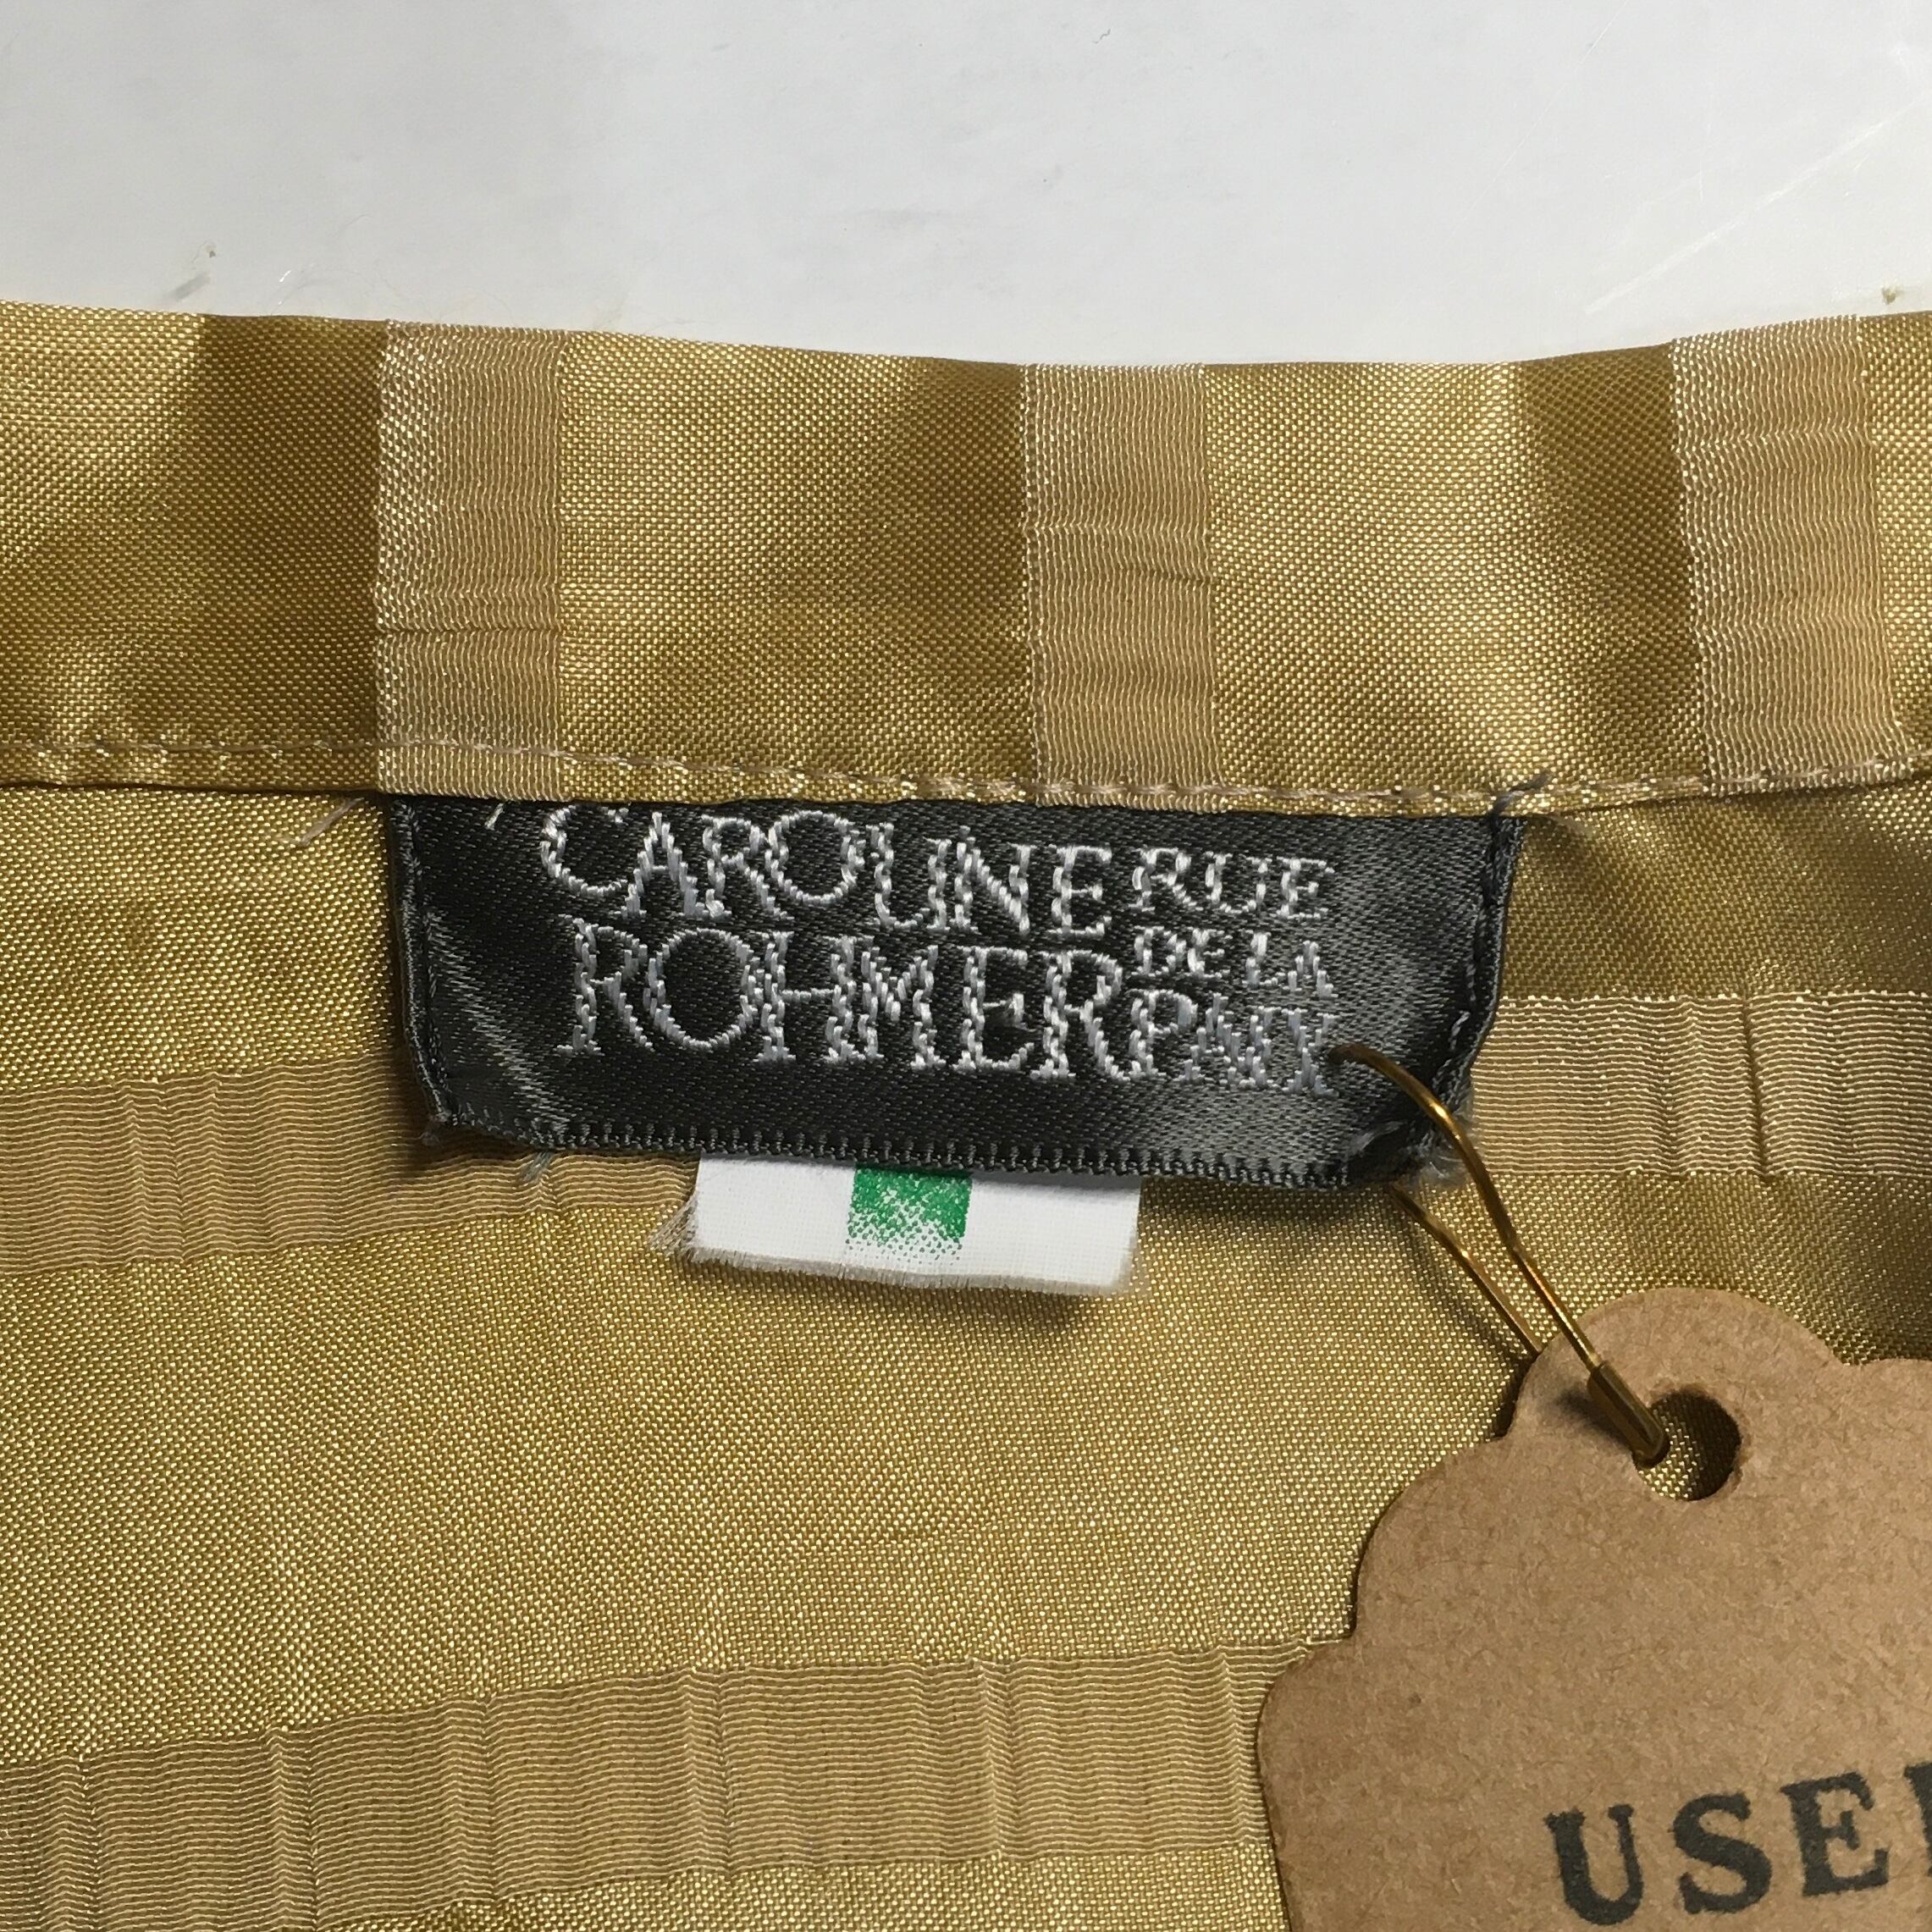 CAROLINE RUE
ROHMER DE LA
PAIX
USE